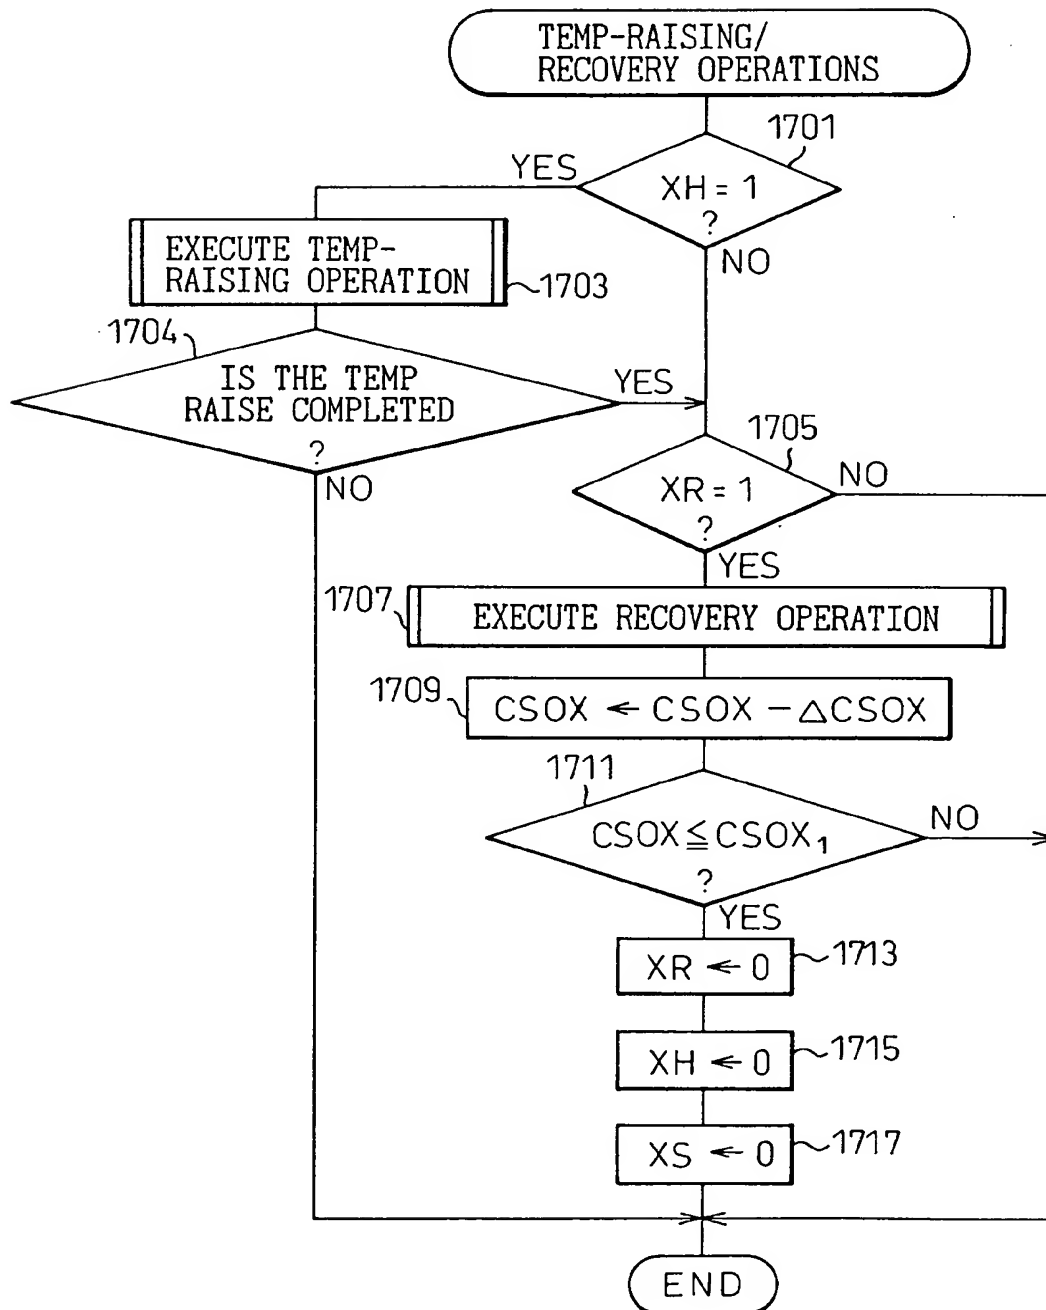 TEMP-RAISING/
RECOVERY OPERATIONS
1701
YES
XH = 1
?
NO
EXECUTE TEMP-
RAISING OPERATION
1703
1704
IS THE TEMP
RAISE COMPLETED
?
YES
NO
1705
XR = 1
?
NO
YES
1707
EXECUTE RECOVERY OPERATION
1709
CSOX ← CSOX − △CSOX
1711
CSOX ≦ CSOX₁
?
NO
YES
XR ← 0
1713
XH ← 0
1715
XS ← 0
1717
END